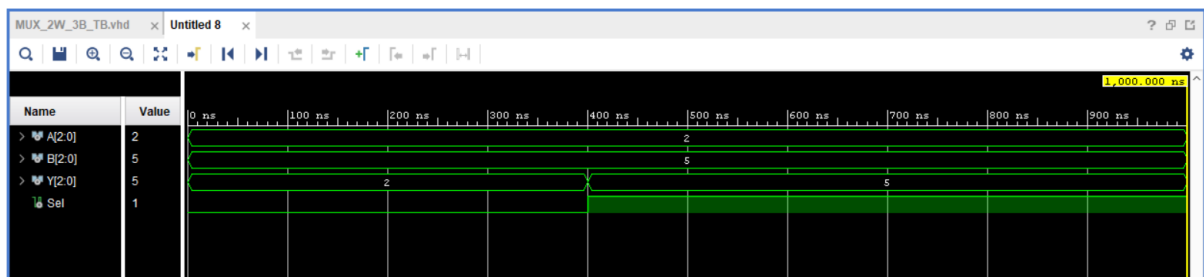 MUX_2W_3B_TB.vhd × Untitled 8 × ?
1,000.000 ns
Name Value 0 ns 100 ns 200 ns 300 ns 400 ns 500 ns 600 ns 700 ns 800 ns 900 ns
A[2:0] 2 2
B[2:0] 5 5
Y[2:0] 5 2 5
Sel 1